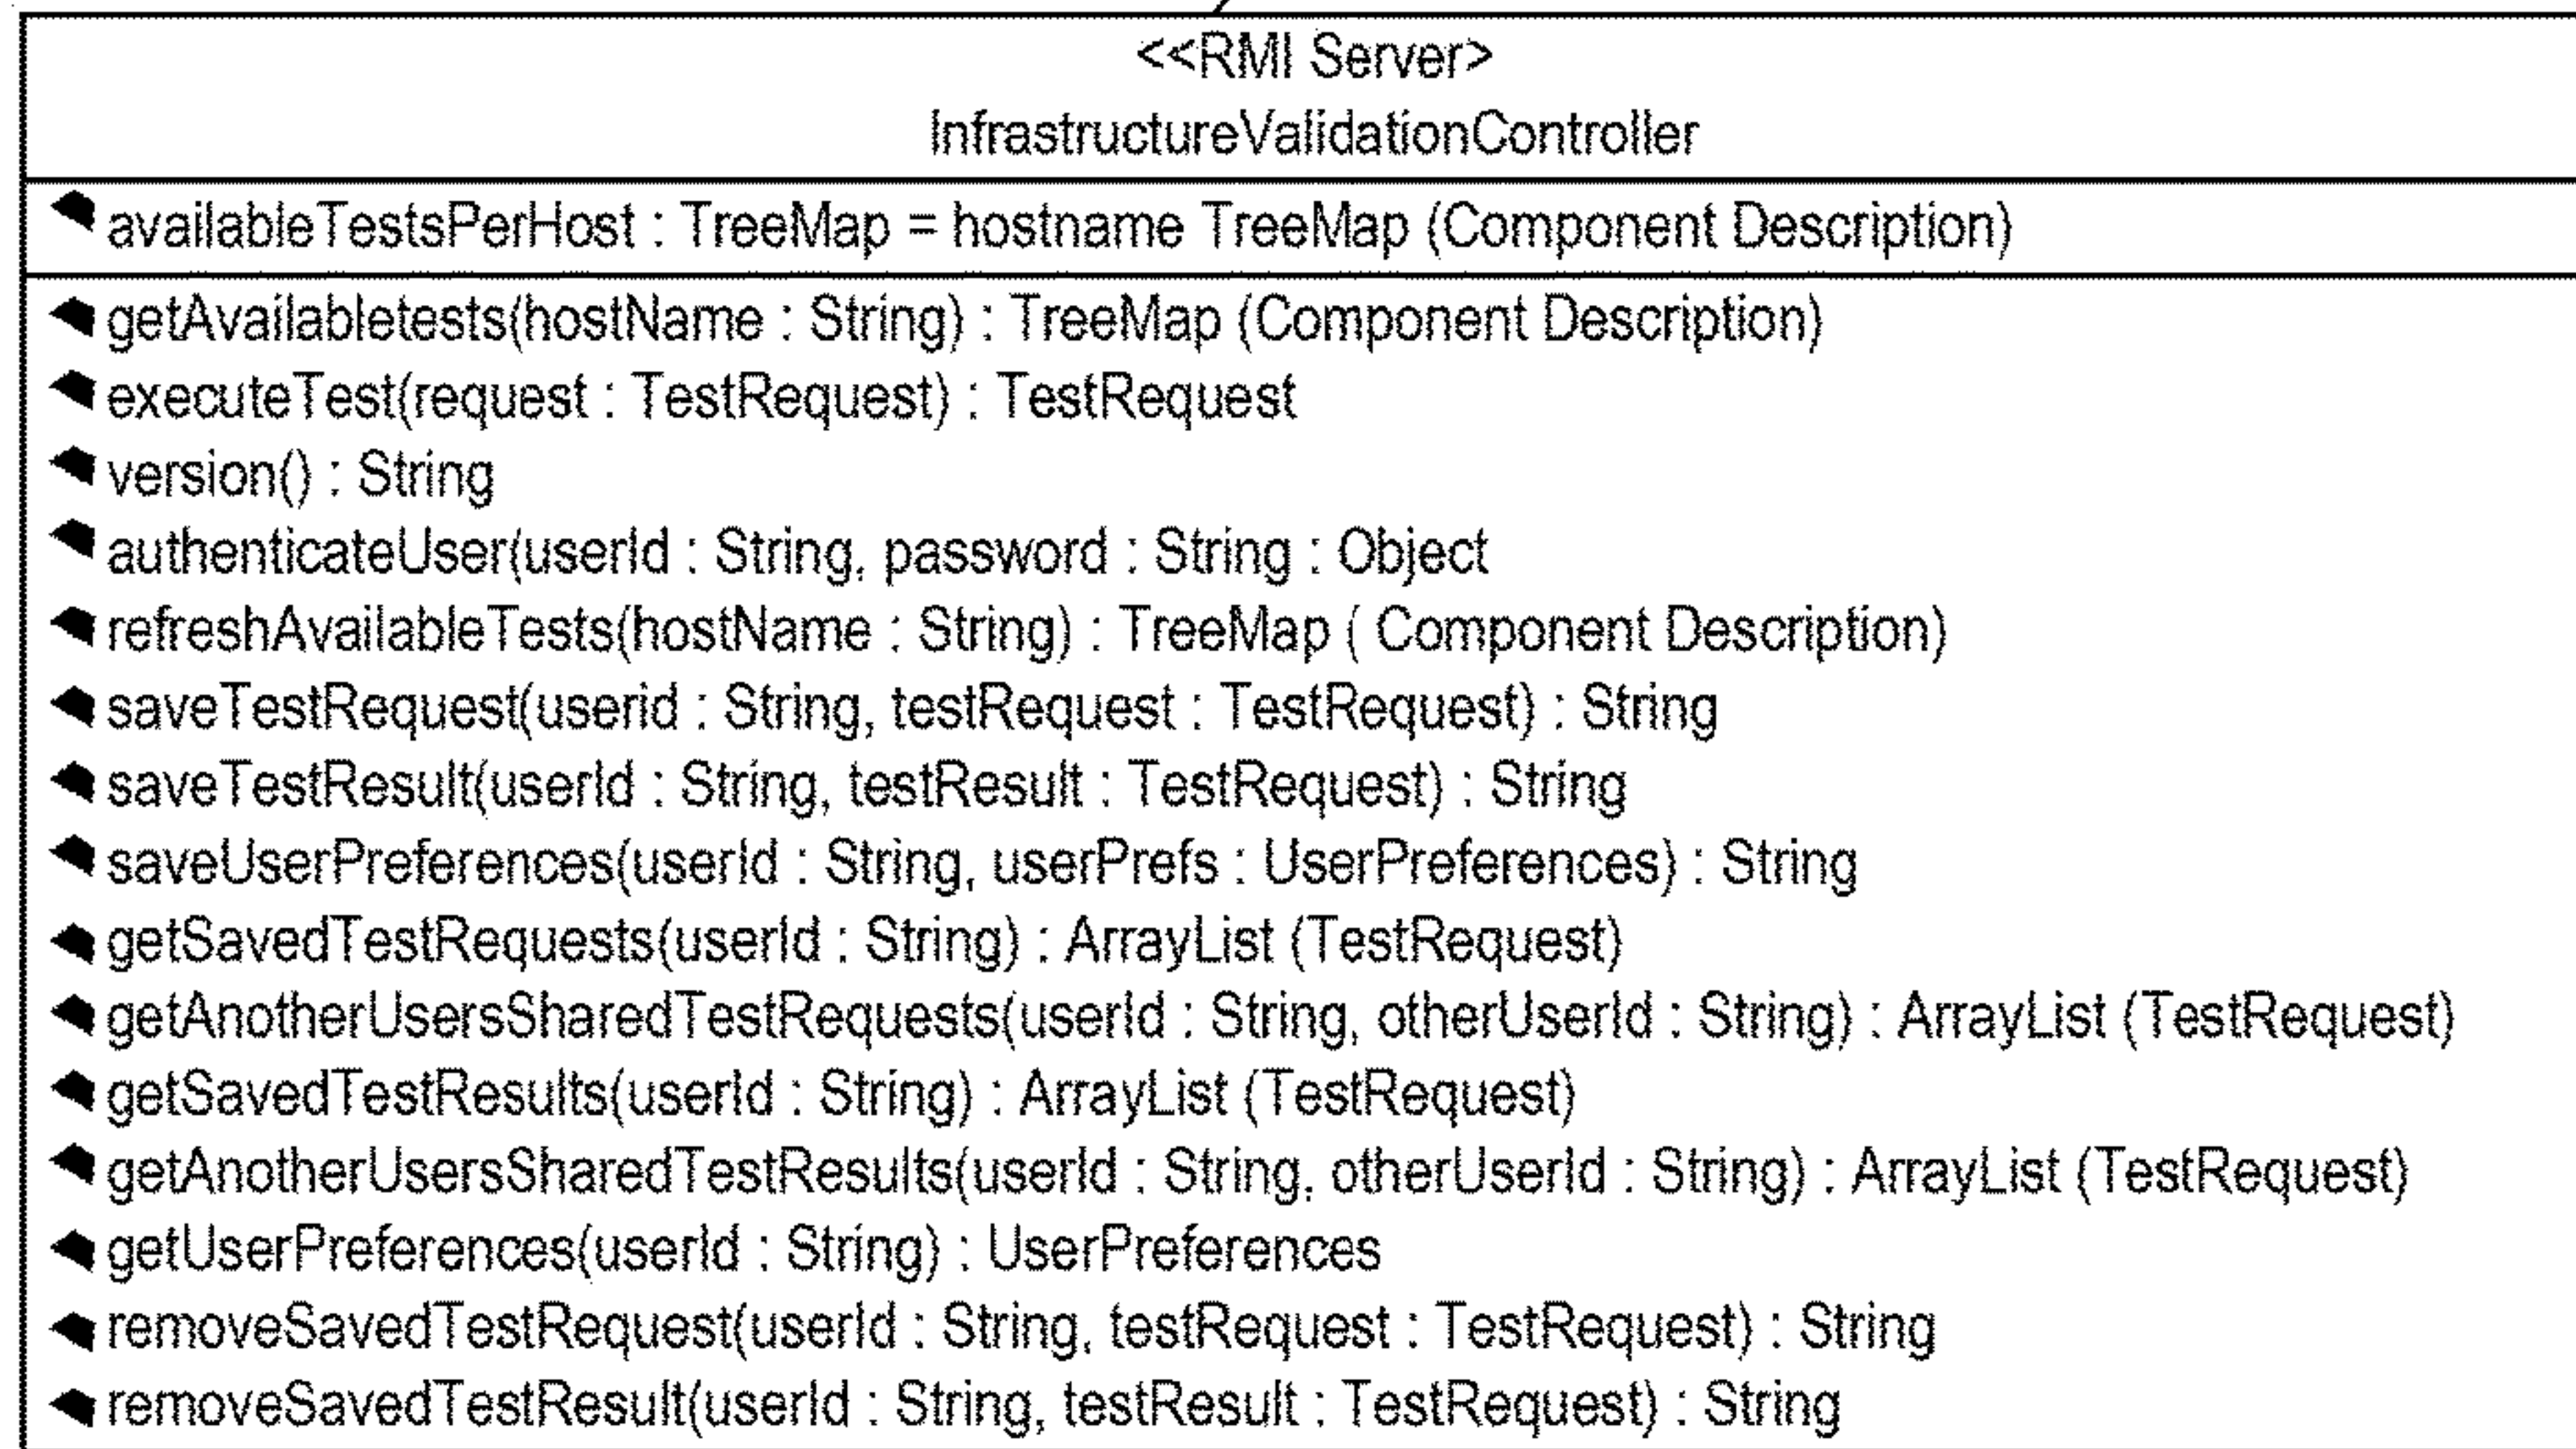 <<RMI Server>
InfrastructureValidationController
availableTestsPerHost : TreeMap = hostname TreeMap (Component Description)
getAvailabletests(hostName : String) : TreeMap (Component Description)
executeTest(request : TestRequest) : TestRequest
version() : String
authenticateUser(userId : String, password : String : Object
refreshAvailableTests(hostName : String) : TreeMap ( Component Description)
saveTestRequest(userid : String, testRequest : TestRequest) : String
saveTestResult(userId : String, testResult : TestRequest) : String
saveUserPreferences(userId : String, userPrefs : UserPreferences) : String
getSavedTestRequests(userId : String) : ArrayList (TestRequest)
getAnotherUsersSharedTestRequests(userId : String, otherUserId : String) : ArrayList (TestRequest)
getSavedTestResults(userId : String) : ArrayList (TestRequest)
getAnotherUsersSharedTestResults(userId : String, otherUserId : String) : ArrayList (TestRequest)
getUserPreferences(userId : String) : UserPreferences
removeSavedTestRequest(userId : String, testRequest : TestRequest) : String
removeSavedTestResult(userId : String, testResult : TestRequest) : String